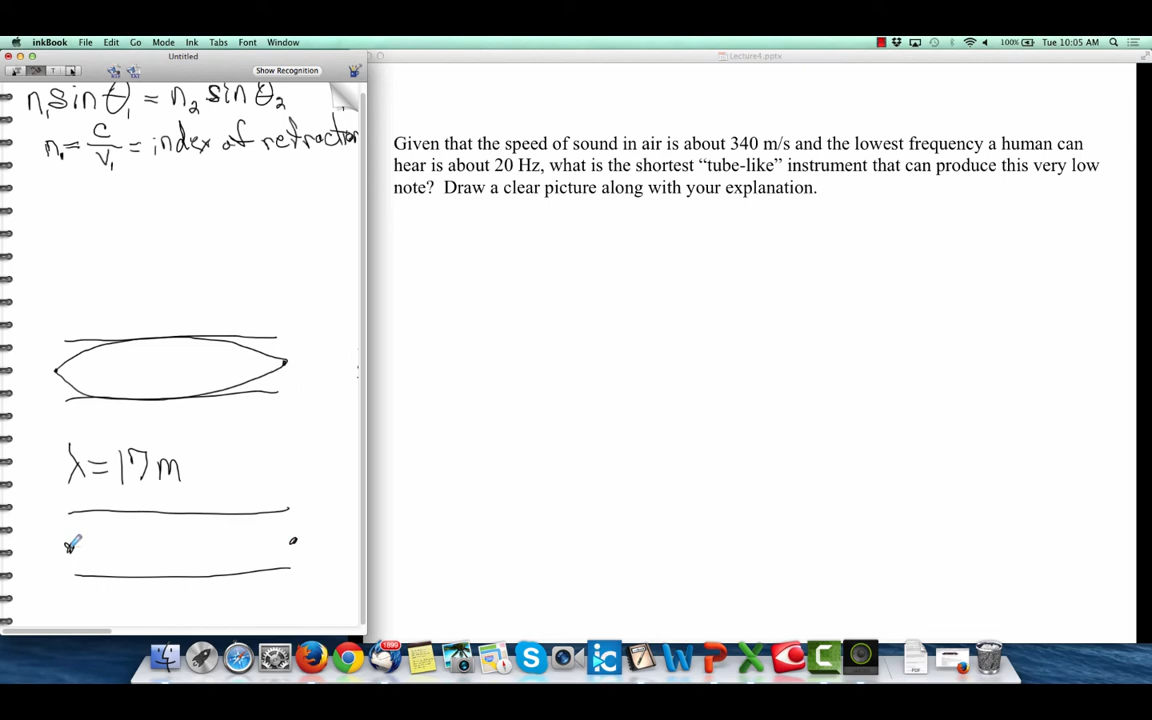 inkBook File Edit Go Mode Ink Tabs Font Window 100% Tue 10:05 AM
Untitled
Lecture4.pptx
T Show Recognition
n₁sinθ₁ = n₂ sinθ₂
n₁ = c/v₁ = index of refraction
Given that the speed of sound in air is about 340 m/s and the lowest frequency a human can
hear is about 20 Hz, what is the shortest “tube-like” instrument that can produce this very low
note? Draw a clear picture along with your explanation.
λ = 17 m
1899